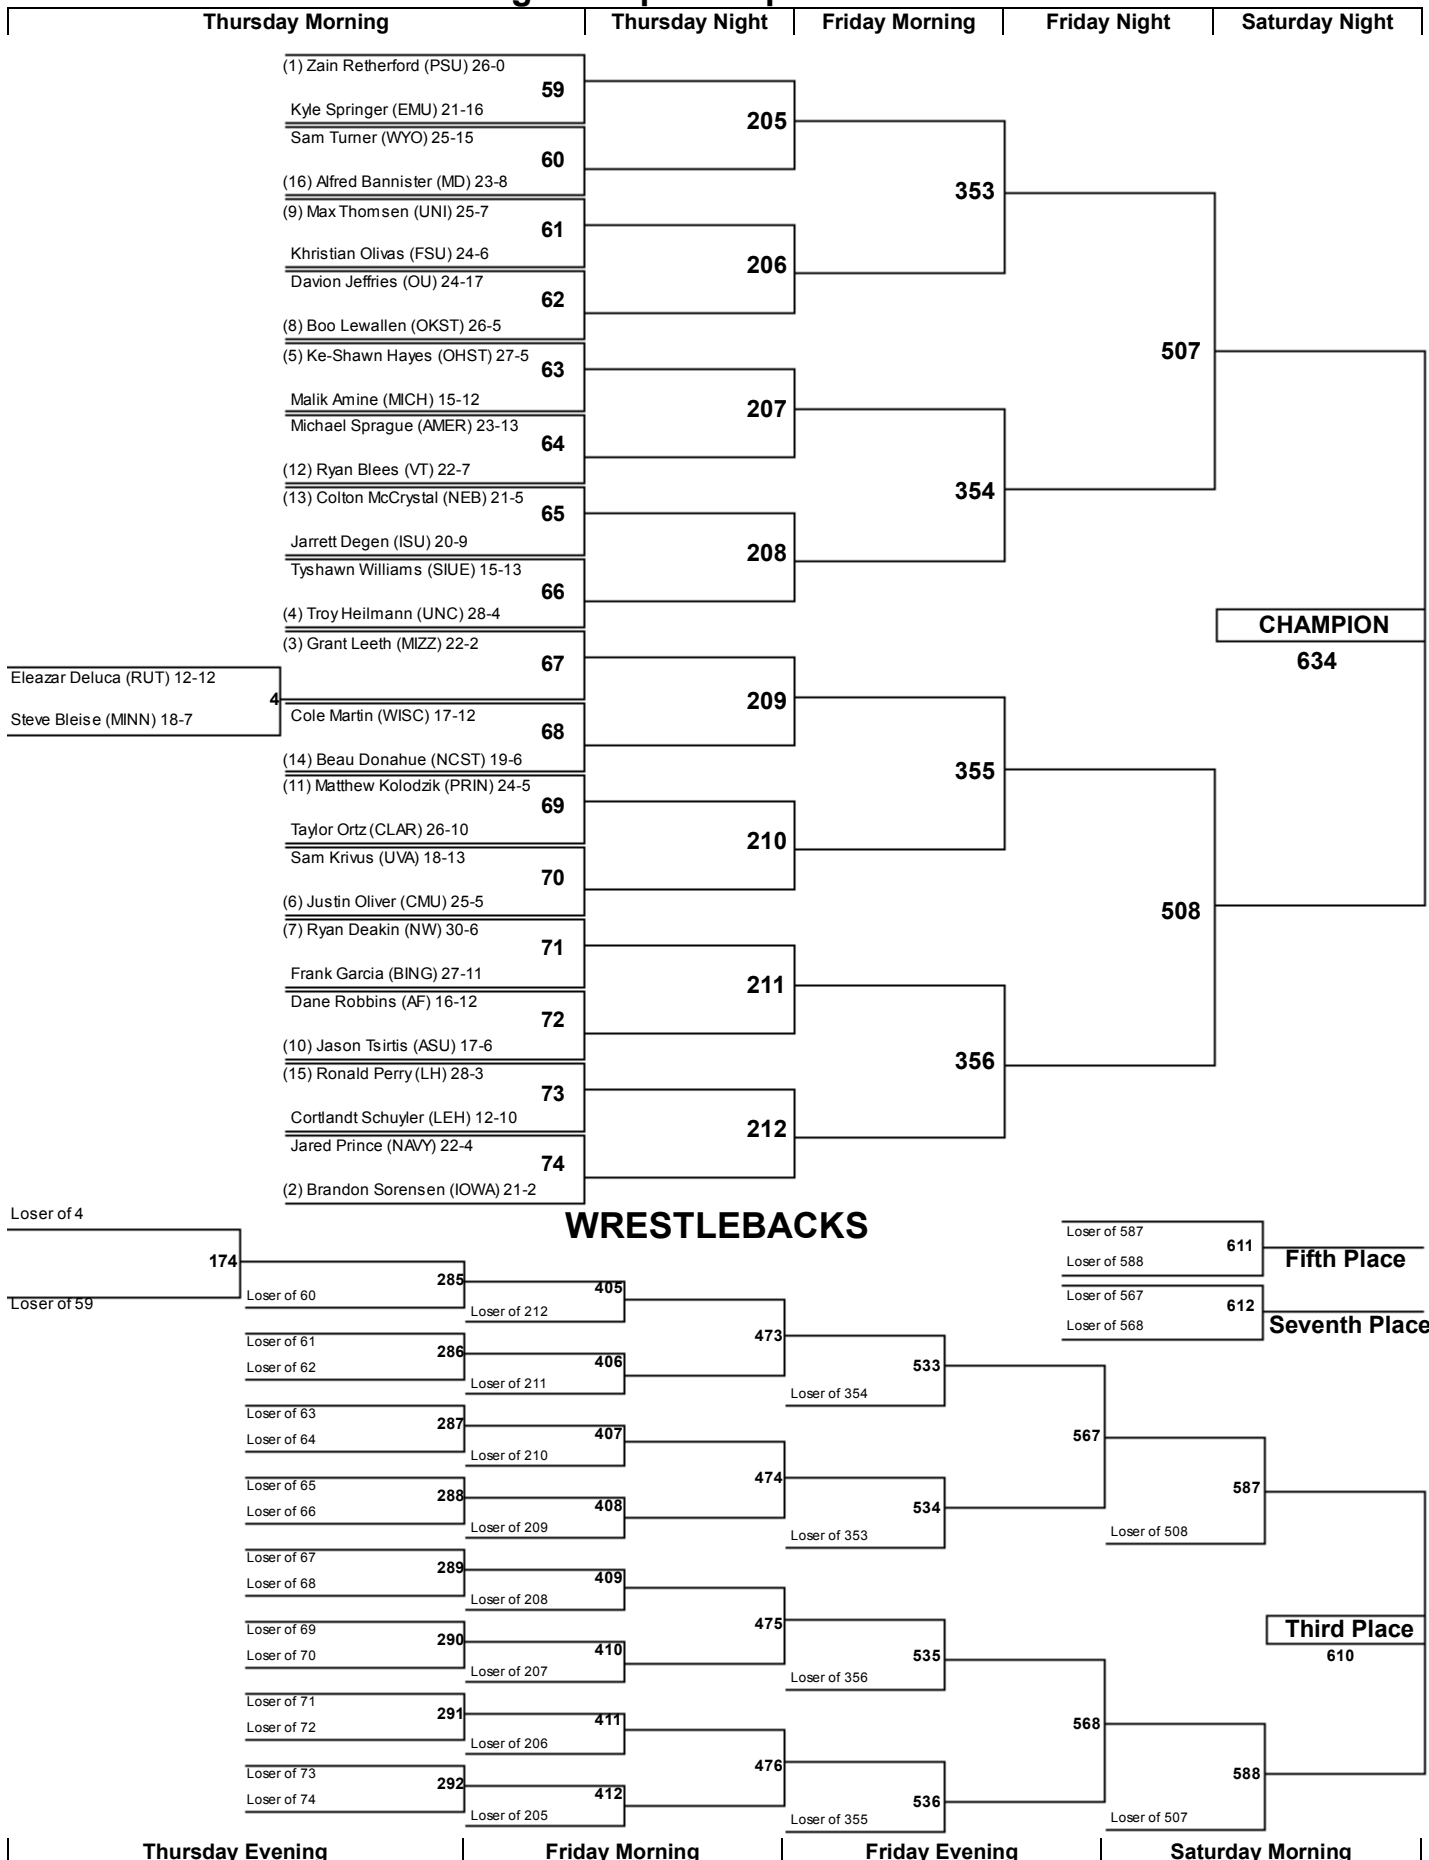 Thursday Morning
Thursday Night
Friday Morning
Friday Night
Saturday Night
(1) Zain Retherford (PSU) 26-0
59
Kyle Springer (EMU) 21-16
205
Sam Turner (WYO) 25-15
60
(16) Alfred Bannister (MD) 23-8
353
(9) Max Thomsen (UNI) 25-7
61
Khristian Olivas (FSU) 24-6
206
Davion Jeffries (OU) 24-17
62
(8) Boo Lewallen (OKST) 26-5
507
(5) Ke-Shawn Hayes (OHST) 27-5
63
Malik Amine (MICH) 15-12
207
Michael Sprague (AMER) 23-13
64
(12) Ryan Blees (VT) 22-7
354
(13) Colton McCrystal (NEB) 21-5
65
Jarrett Degen (ISU) 20-9
208
Tyshawn Williams (SIUE) 15-13
66
(4) Troy Heilmann (UNC) 28-4
CHAMPION
634
(3) Grant Leeth (MIZZ) 22-2
67
Eleazar Deluca (RUT) 12-12
4
Steve Bleise (MINN) 18-7
209
Cole Martin (WISC) 17-12
68
(14) Beau Donahue (NCST) 19-6
355
(11) Matthew Kolodzik (PRIN) 24-5
69
Taylor Ortz (CLAR) 26-10
210
Sam Krivus (UVA) 18-13
70
(6) Justin Oliver (CMU) 25-5
508
(7) Ryan Deakin (NW) 30-6
71
Frank Garcia (BING) 27-11
211
Dane Robbins (AF) 16-12
72
(10) Jason Tsirtis (ASU) 17-6
356
(15) Ronald Perry (LH) 28-3
73
Cortlandt Schuyler (LEH) 12-10
212
Jared Prince (NAVY) 22-4
74
(2) Brandon Sorensen (IOWA) 21-2
WRESTLEBACKS
Loser of 587
611
Loser of 588
Fifth Place
Loser of 567
612
Loser of 568
Seventh Place
Loser of 4
174
Loser of 59
285
Loser of 60
405
Loser of 212
473
Loser of 61
286
Loser of 62
406
Loser of 211
533
Loser of 354
Loser of 63
287
Loser of 64
407
Loser of 210
567
474
Loser of 65
288
Loser of 66
408
Loser of 209
534
Loser of 353
587
Loser of 508
Loser of 67
289
Loser of 68
409
Loser of 208
475
Loser of 69
290
Loser of 70
410
Loser of 207
535
Loser of 356
Third Place
610
Loser of 71
291
Loser of 72
411
Loser of 206
568
476
Loser of 73
292
Loser of 74
412
Loser of 205
536
Loser of 355
588
Loser of 507
Thursday Evening
Friday Morning
Friday Evening
Saturday Morning